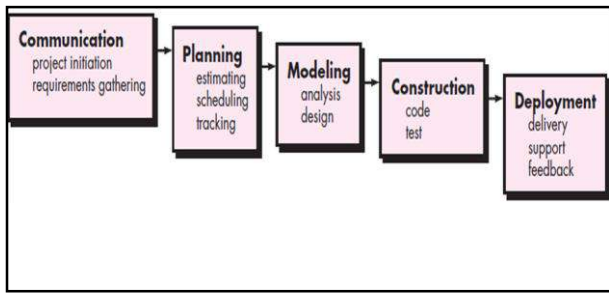 Communication
project initiation
requirements gathering
Planning
estimating
scheduling
tracking
Modeling
analysis
design
Construction
code
test
Deployment
delivery
support
feedback